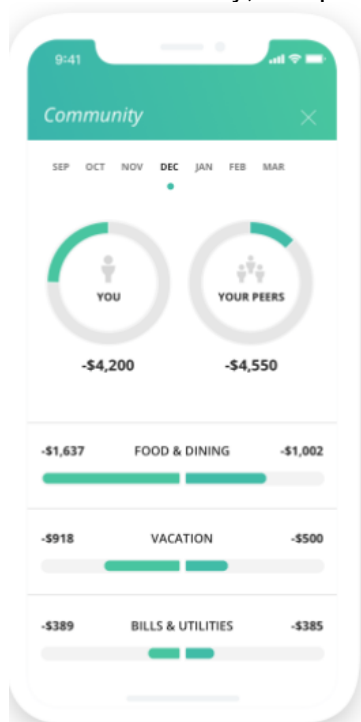 9:41
Community
SEP OCT NOV DEC JAN FEB MAR
YOU YOUR PEERS
-$4,200 -$4,550
-$1,637 FOOD & DINING -$1,002
-$918 VACATION -$500
-$389 BILLS & UTILITIES -$385